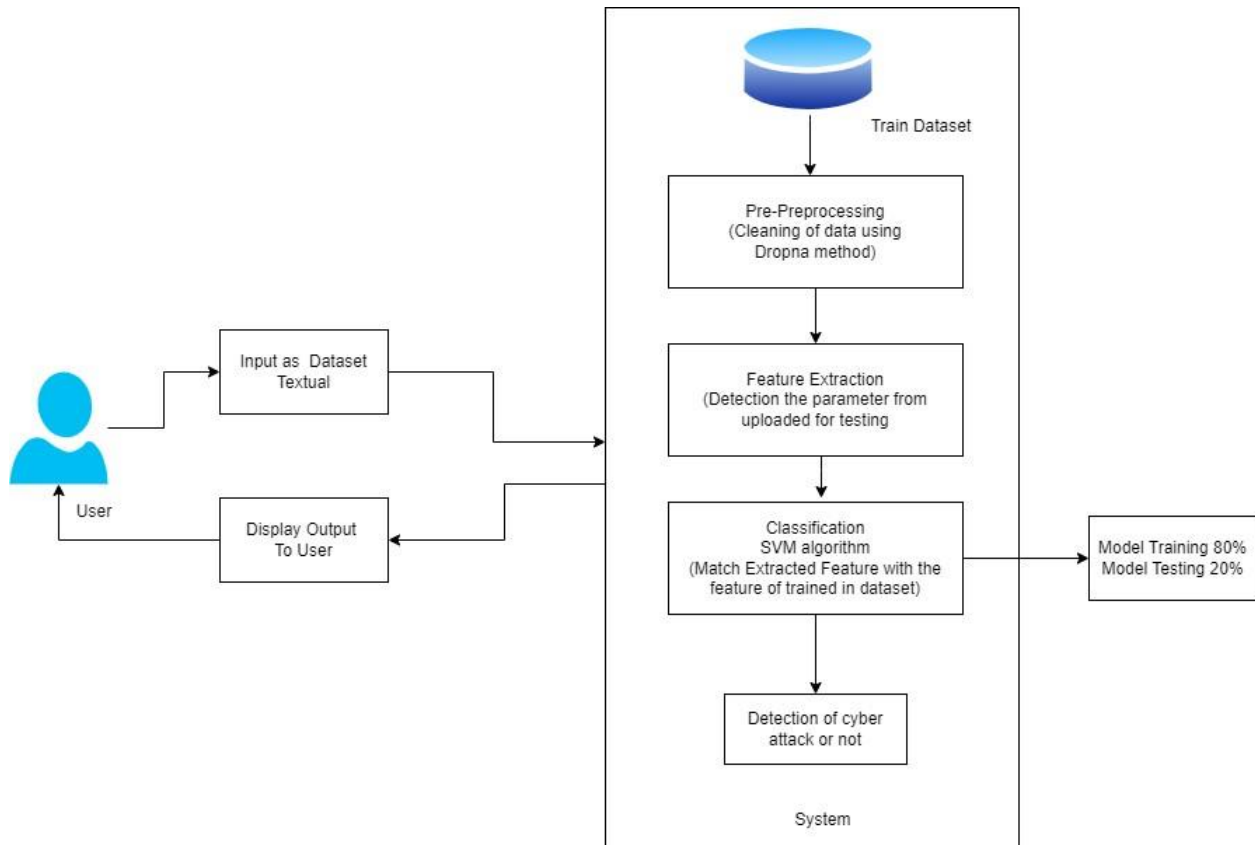 Train Dataset
Pre-Preprocessing
(Cleaning of data using
Dropna method)
Input as Dataset
Textual
Feature Extraction
(Detection the parameter from
uploaded for testing
User
Display Output
To User
Classification
SVM algorithm
(Match Extracted Feature with the
feature of trained in dataset)
Model Training 80%
Model Testing 20%
Detection of cyber
attack or not
System